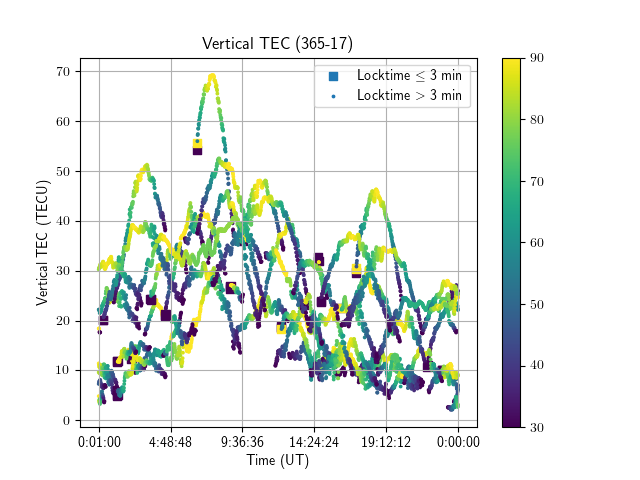 Vertical TEC (365-17)
Locktime ≤ 3 min
Locktime > 3 min
Vertical TEC (TECU)
70
60
50
40
30
20
10
0
0:01:00 4:48:48 9:36:36 14:24:24 19:12:12 0:00:00
Time (UT)
90
80
70
60
50
40
30